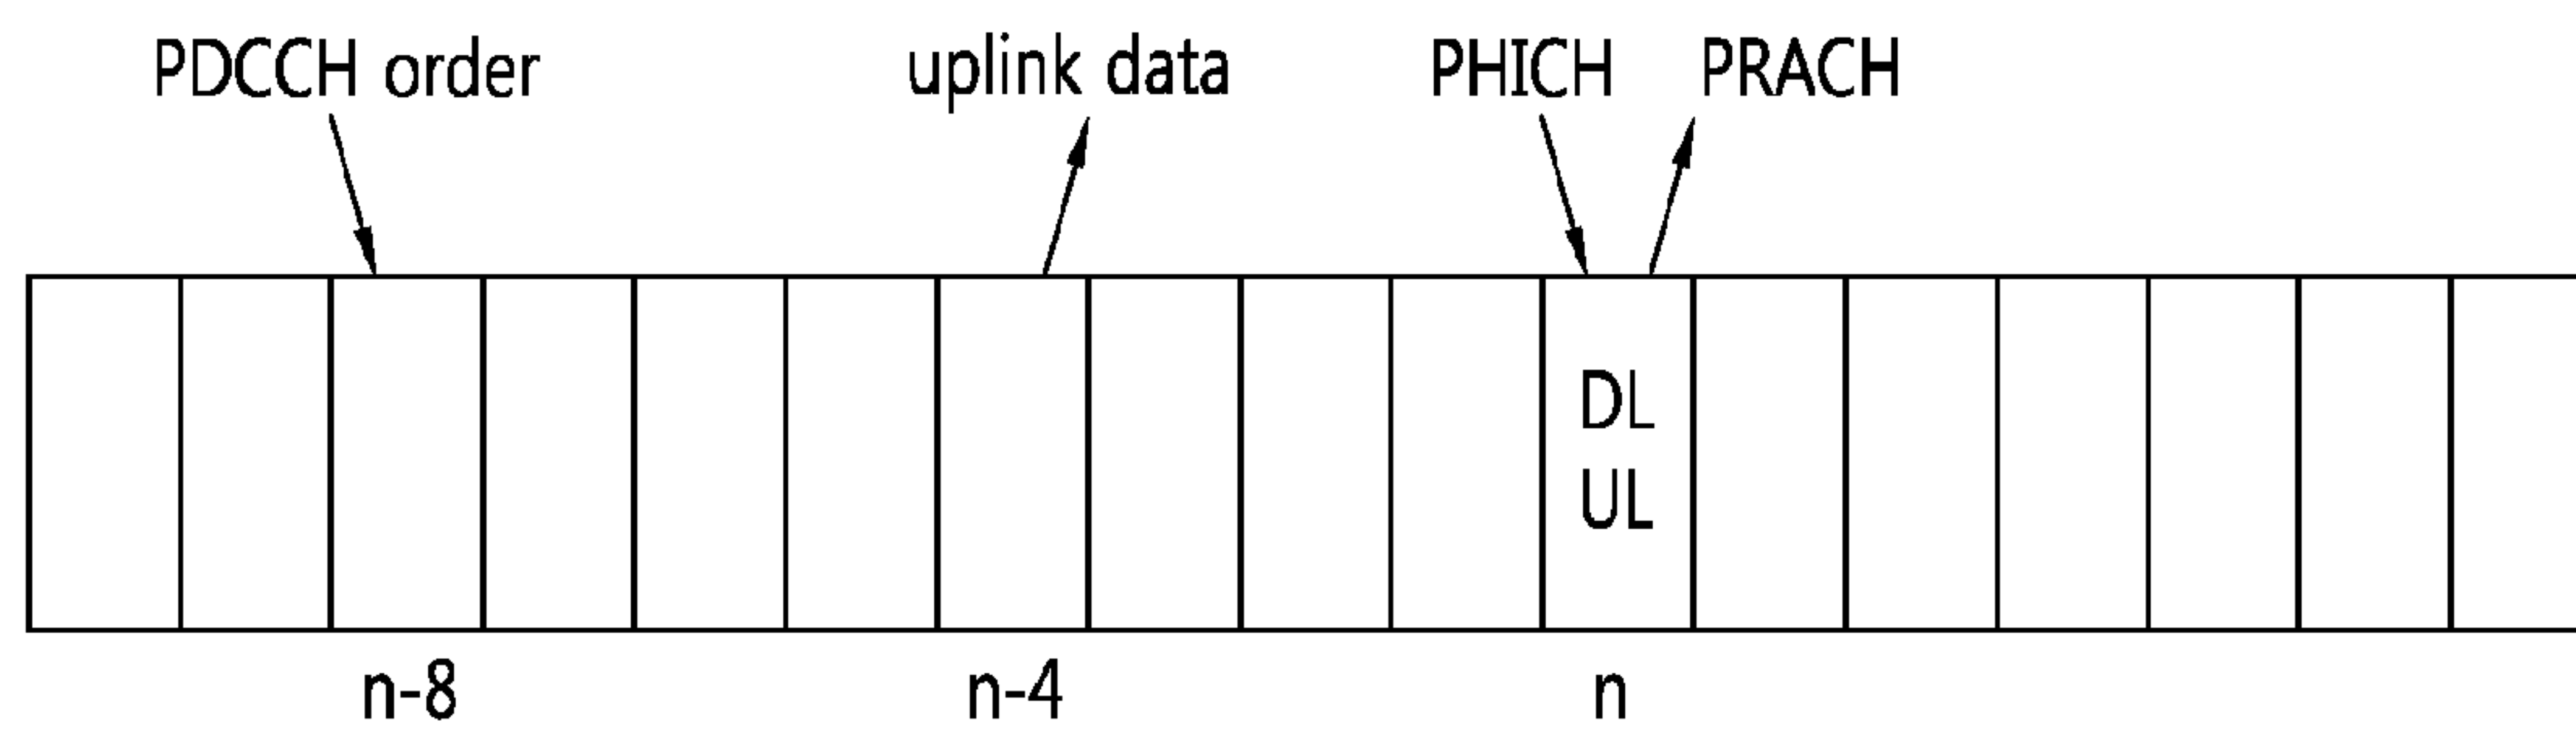 PDCCH order
uplink data
PHICH
PRACH
DL
UL
n-8
n-4
n